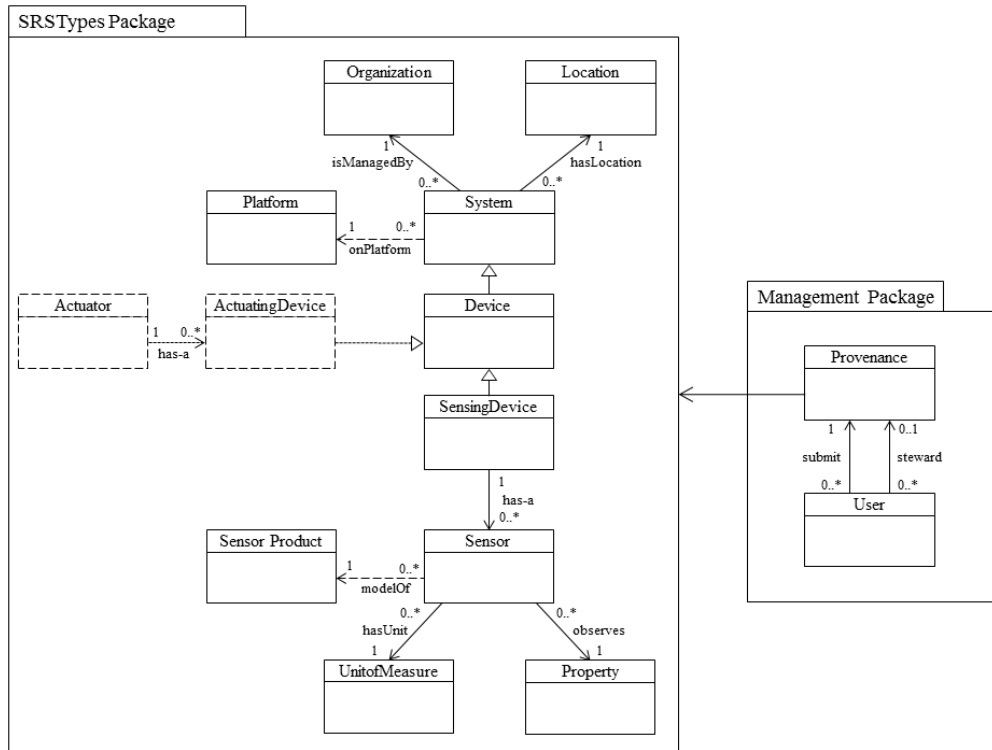 SRSTypes Package
Organization
Location
1
1
isManagedBy
hasLocation
0..*
0..*
Platform
System
1
0..*
onPlatform
Actuator
ActuatingDevice
Device
1
0..*
has-a
SensingDevice
1
has-a
0..*
Sensor Product
Sensor
1
0..*
modelOf
0..*
0..*
hasUnit
observes
1
1
UnitofMeasure
Property
Management Package
Provenance
1
0..1
submit
steward
0..*
0..*
User